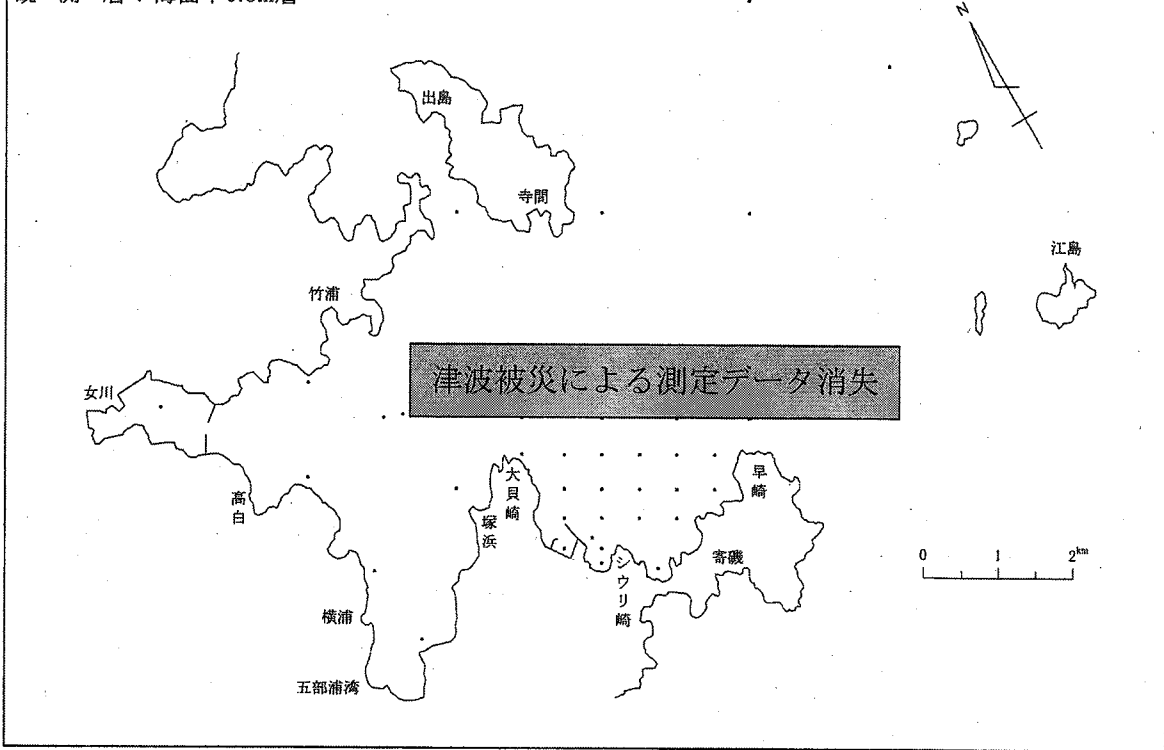 N
出島
寺間
江島
竹浦
津波被災による測定データ消失
女川
高白
大貝崎
塚浜
早崎
寄磯
シウリ崎
0 1 2km
横浦
五部浦湾